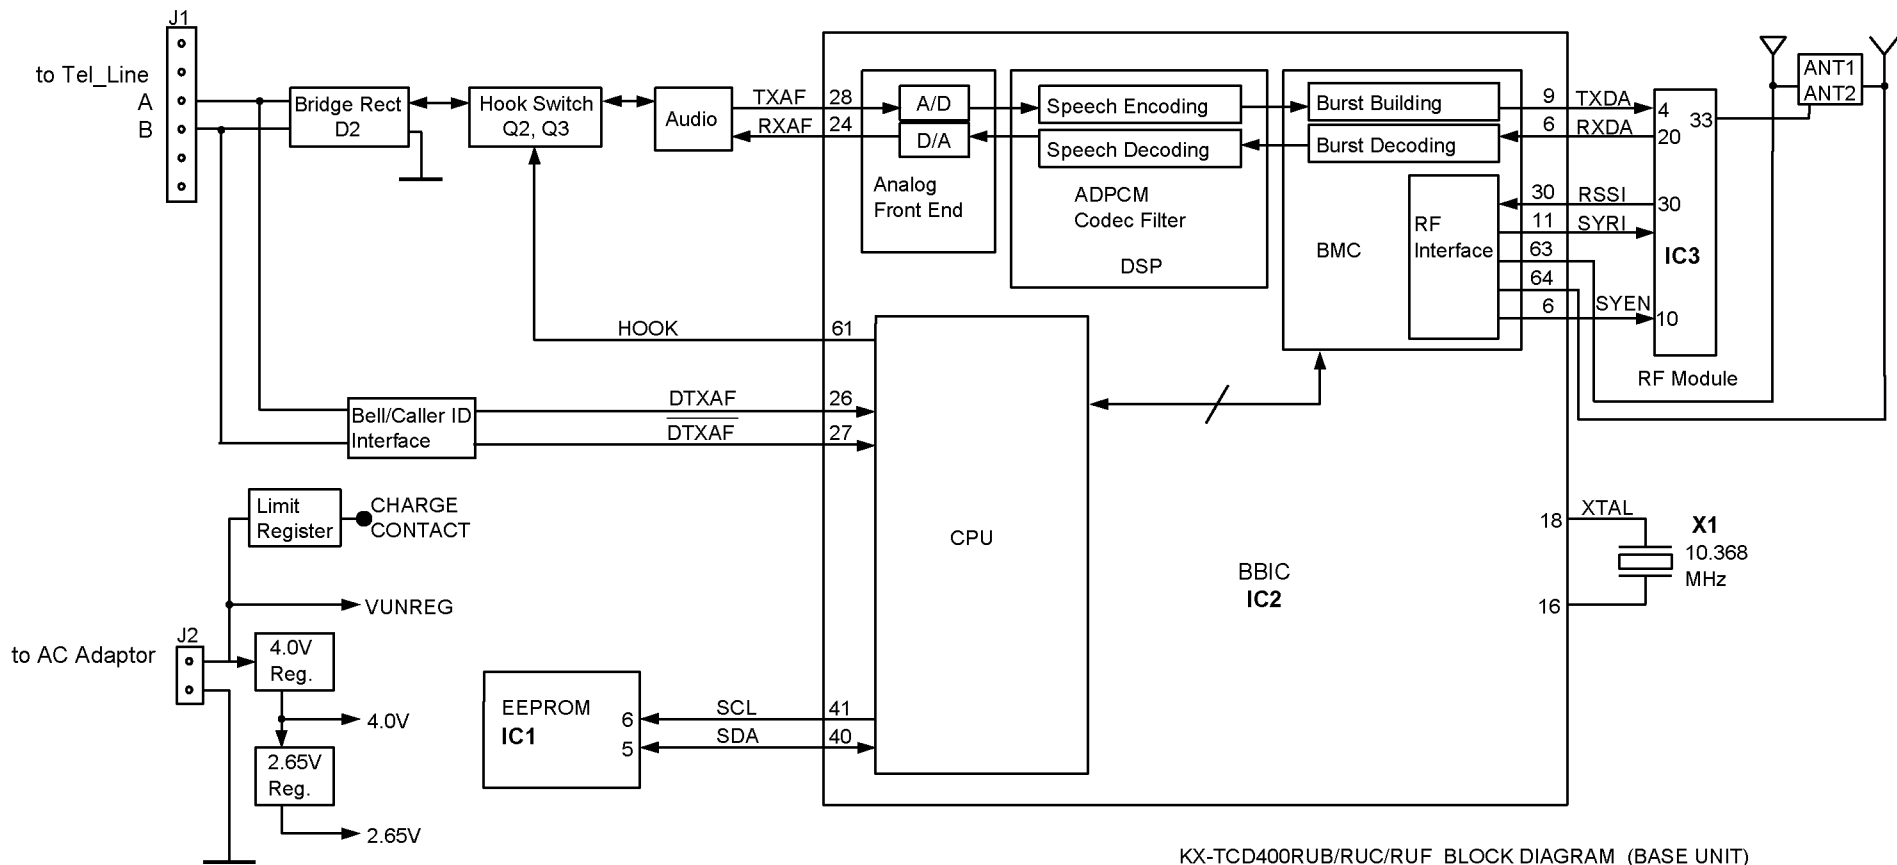 J1
to Tel_Line
A
B
Bridge Rect
D2
Hook Switch
Q2, Q3
Audio
TXAF
28
RXAF
24
A/D
D/A
Analog
Front End
Speech Encoding
Speech Decoding
ADPCM
Codec Filter
DSP
Burst Building
Burst Decoding
BMC
RF
Interface
9
TXDA
4
6
RXDA
20
33
30
RSSI
30
11
SYRI
63
64
6
SYEN
10
IC3
RF Module
ANT1
ANT2
HOOK
61
Bell/Caller ID
Interface
DTXAF
26
DTXAF
27
CPU
BBIC
IC2
18
XTAL
X1
10.368
MHz
16
Limit
Register
CHARGE
CONTACT
VUNREG
J2
to AC Adaptor
4.0V
Reg.
4.0V
2.65V
Reg.
2.65V
EEPROM
IC1
6
SCL
41
5
SDA
40
KX-TCD400RUB/RUC/RUF BLOCK DIAGRAM (BASE UNIT)